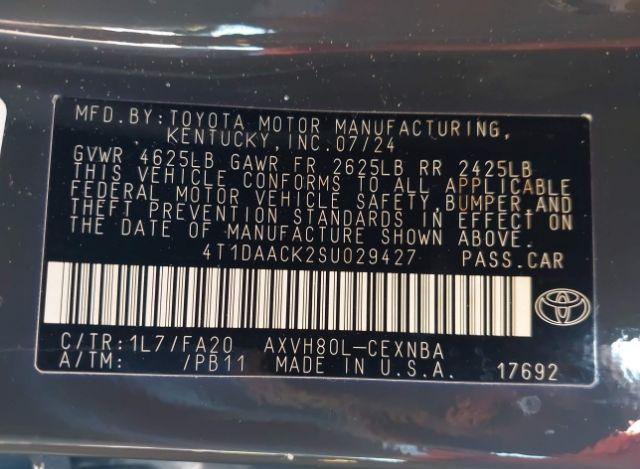 MFD.BY:TOYOTA MOTOR MANUFACTURING,
KENTUCKY, INC. 07/24
GVWR 4625LB GAWR FR 2625LB RR 2425LB
THIS VEHICLE CONFORMS TO ALL APPLICABLE
FEDERAL MOTOR VEHICLE SAFETY, BUMPER, AND
THEFT PREVENTION STANDARDS IN EFFECT ON
THE DATE OF MANUFACTURE SHOWN ABOVE.
4T1DAACK2SU029427 PASS.CAR
C/TR:1L7/FA20 AXVH80L-CEXNBA
A/TM: /PB11 MADE IN U.S.A. 17692